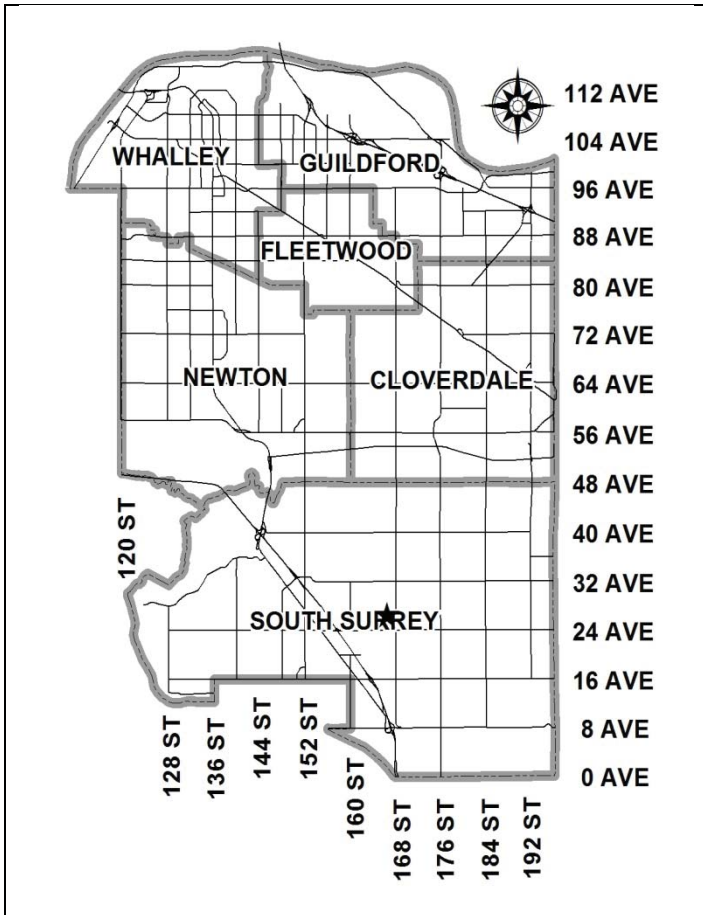 112 AVE
104 AVE
WHALLEY
GUILDFORD
96 AVE
88 AVE
FLEETWOOD
80 AVE
72 AVE
NEWTON
CLOVERDALE
64 AVE
56 AVE
48 AVE
120 ST
40 AVE
32 AVE
SOUTH SURREY
24 AVE
16 AVE
128 ST
136 ST
144 ST
152 ST
8 AVE
160 ST
0 AVE
168 ST
176 ST
184 ST
192 ST